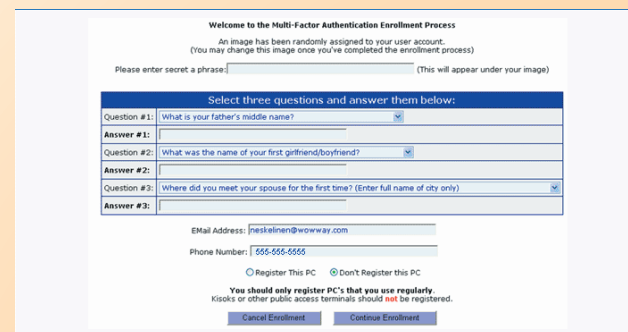 Welcome to the Multi-Factor Authentication Enrollment Process
An image has been randomly assigned to your user account.
(You may change this image once you've completed the enrollment process)
Please enter secret a phrase: (This will appear under your image)
Select three questions and answer them below:
Question #1: What is your father's middle name?
Answer #1:
Question #2: What was the name of your first girlfriend/boyfriend?
Answer #2:
Question #3: Where did you meet your spouse for the first time? (Enter full name of city only)
Answer #3:
EMail Address: neskelinen@wowway.com
Phone Number: 555-555-5555
Register This PC Don't Register this PC
You should only register PC's that you use regularly.
Kisoks or other public access terminals should not be registered.
Cancel Enrollment Continue Enrollment